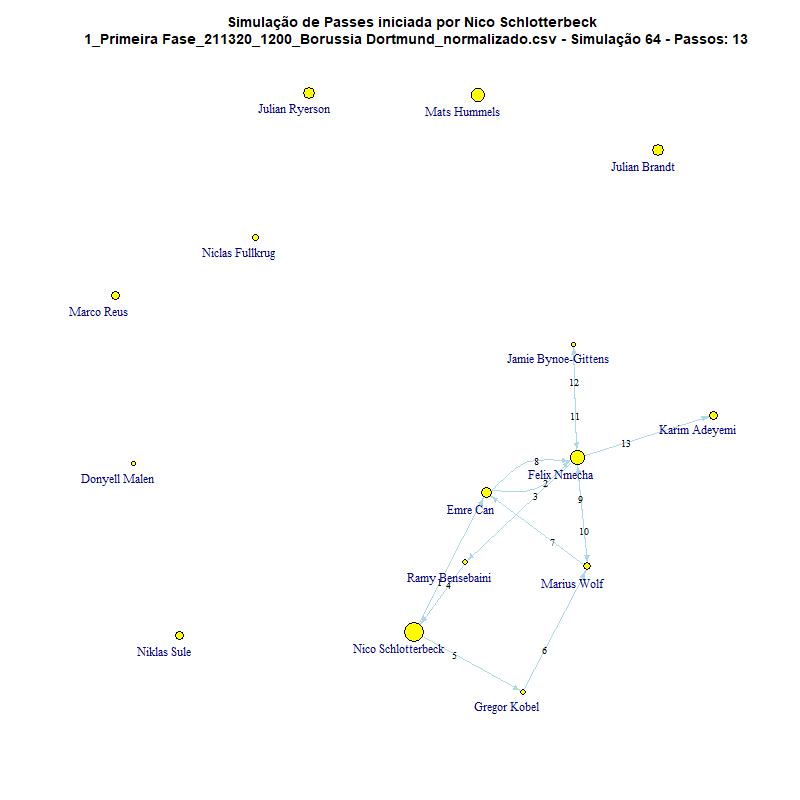 Simulação de Passes iniciada por Nico Schlotterbeck
1_Primeira Fase_211320_1200_Borussia Dortmund_normalizado.csv - Simulação 64 - Passos: 13
Julian Ryerson
Mats Hummels
Julian Brandt
Niclas Fullkrug
Marco Reus
Jamie Bynoe-Gittens
12
11
Karim Adeyemi
13
8
Felix Nmecha
Donyell Malen
2
3
9
Emre Can
10
7
Ramy Bensebaini
1
4
Marius Wolf
Nico Schlotterbeck
6
5
Niklas Sule
Gregor Kobel